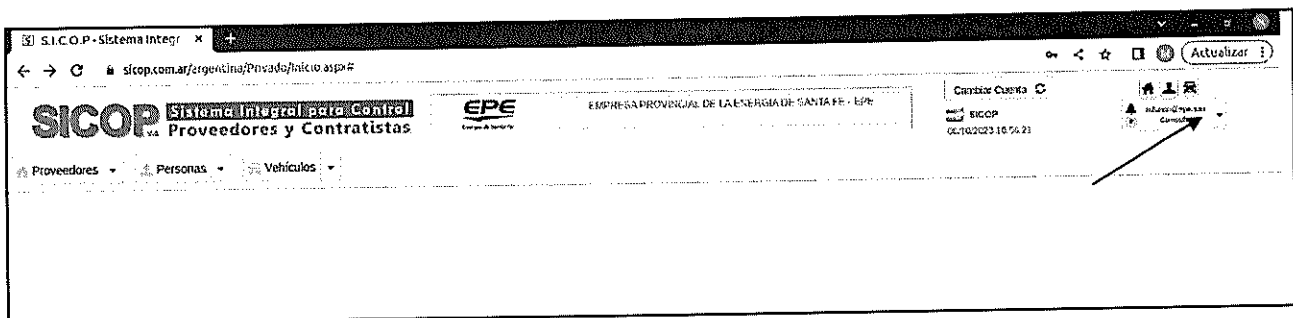 S.I.C.O.P - Sistema Integr
sicop.com.ar/argentina/Privado/Inicio.aspx#
Actualizar
SICOP Sistema Integral para Control
Proveedores y Contratistas
EPE
EMPRESA PROVINCIAL DE LA ENERGIA DE SANTA FE - EPE
Cambiar Cuenta
SICOP
Proveedores
Personas
Vehículos